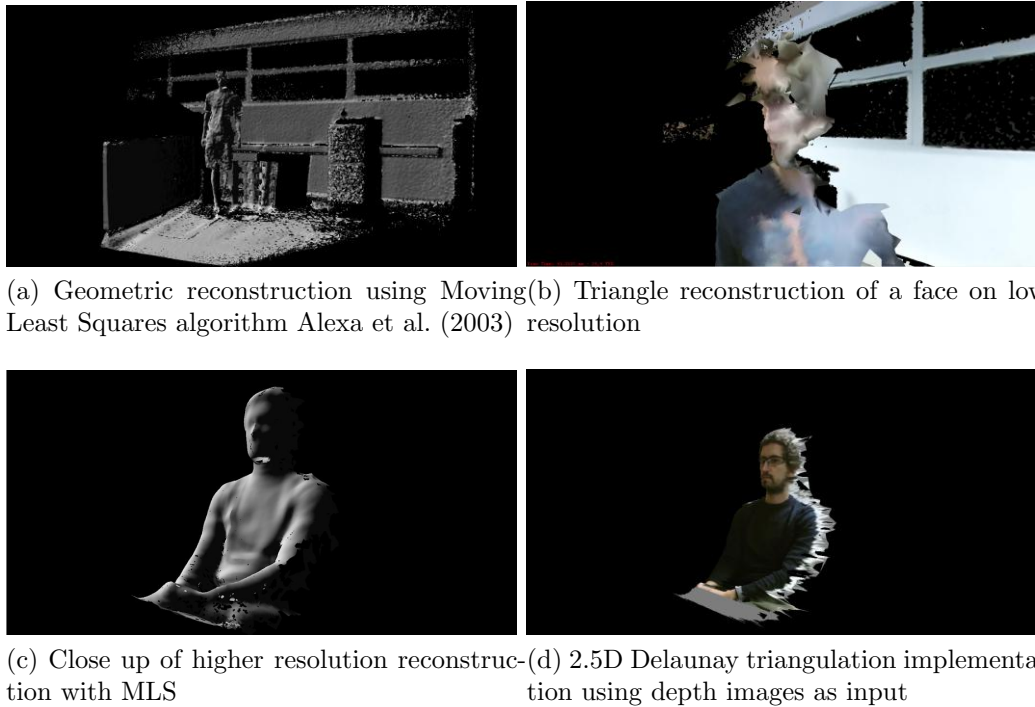 (a) Geometric reconstruction using Moving
Least Squares algorithm Alexa et al. (2003)
(b) Triangle reconstruction of a face on low
resolution
(c) Close up of higher resolution reconstruc-
tion with MLS
(d) 2.5D Delaunay triangulation implementa
tion using depth images as input